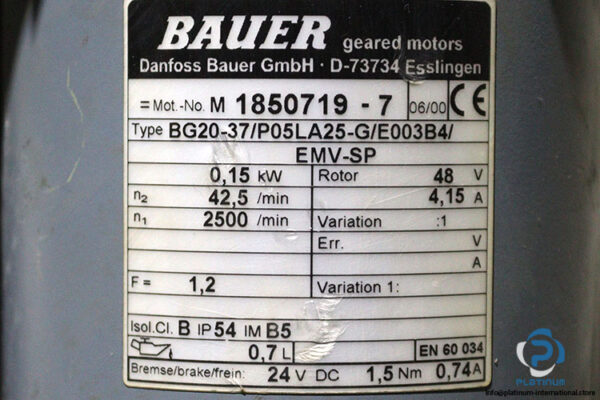 BAUER geared motors
Danfoss Bauer GmbH · D-73734 Esslingen
= Mot.-No. M 1850719 - 7 06/00 CE
Type BG20-37/P05LA25-G/E003B4/
EMV-SP
0,15 kW Rotor 48 V
n2 42,5 /min 4,15 A
n1 2500 /min Variation :1
Err. V
A
F = 1,2 Variation 1:
Isol.Cl. B IP 54 IM B5
0,7 L EN 60 034
Bremse/brake/frein: 24 V DC 1,5 Nm 0,74 A
PLATINUM
info@platinum-international.store